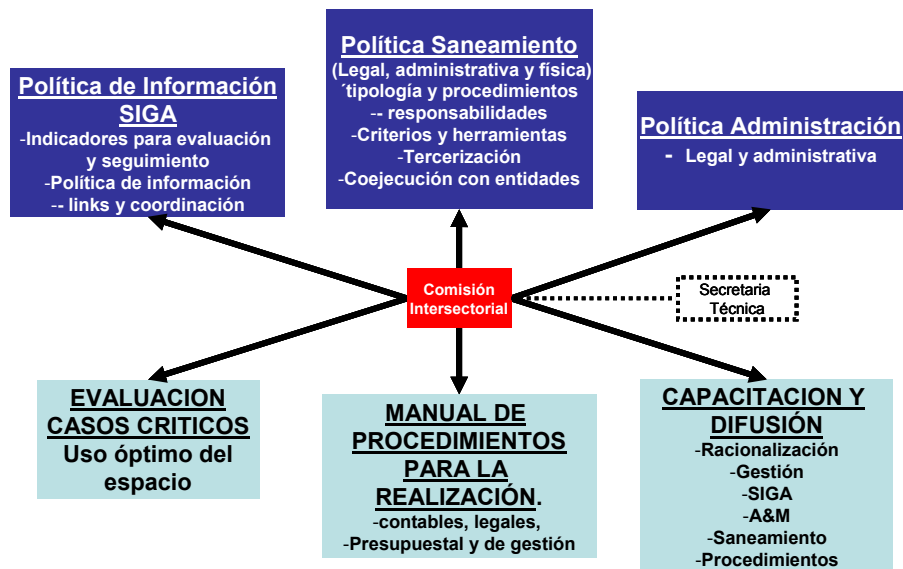 Política de Información
SIGA
-Indicadores para evaluación
y seguimiento
-Política de información
-- links y coordinación
Política Saneamiento
(Legal, administrativa y física)
´tipología y procedimientos
-- responsabilidades
-Criterios y herramientas
-Tercerización
-Coejecución con entidades
Política Administración
- Legal y administrativa
Comisión
Intersectorial
Secretaria
Técnica
EVALUACION
CASOS CRITICOS
Uso óptimo del
espacio
MANUAL DE
PROCEDIMIENTOS
PARA LA
REALIZACIÓN.
-contables, legales,
-Presupuestal y de gestión
CAPACITACION Y
DIFUSIÓN
-Racionalización
-Gestión
-SIGA
-A&M
-Saneamiento
-Procedimientos